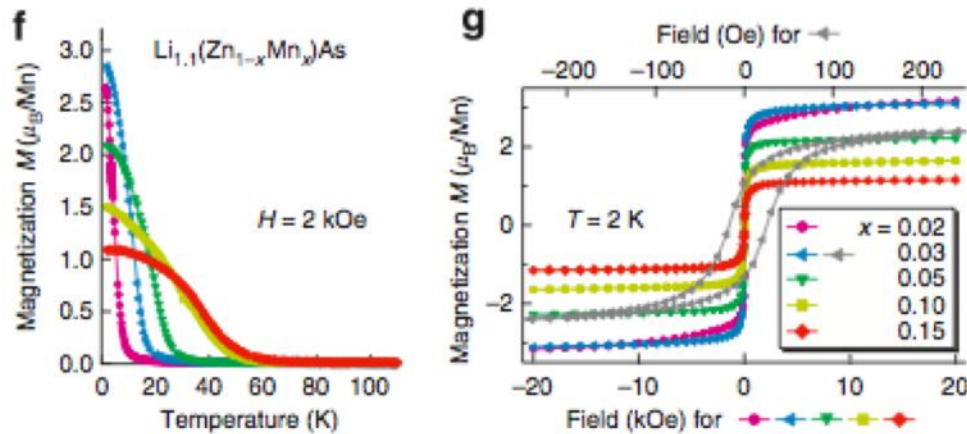 f
Li1.1(Zn1–xMnx)As
H = 2 kOe
Magnetization M (μB/Mn)
3.0
2.5
2.0
1.5
1.0
0.5
0.0
0 20 40 60 80 100
Temperature (K)
g
Field (Oe) for
–200 –100 0 100 200
Magnetization M (μB/Mn)
2
0
–2
T = 2 K
x = 0.02
0.03
0.05
0.10
0.15
–20 –10 0 10 20
Field (kOe) for